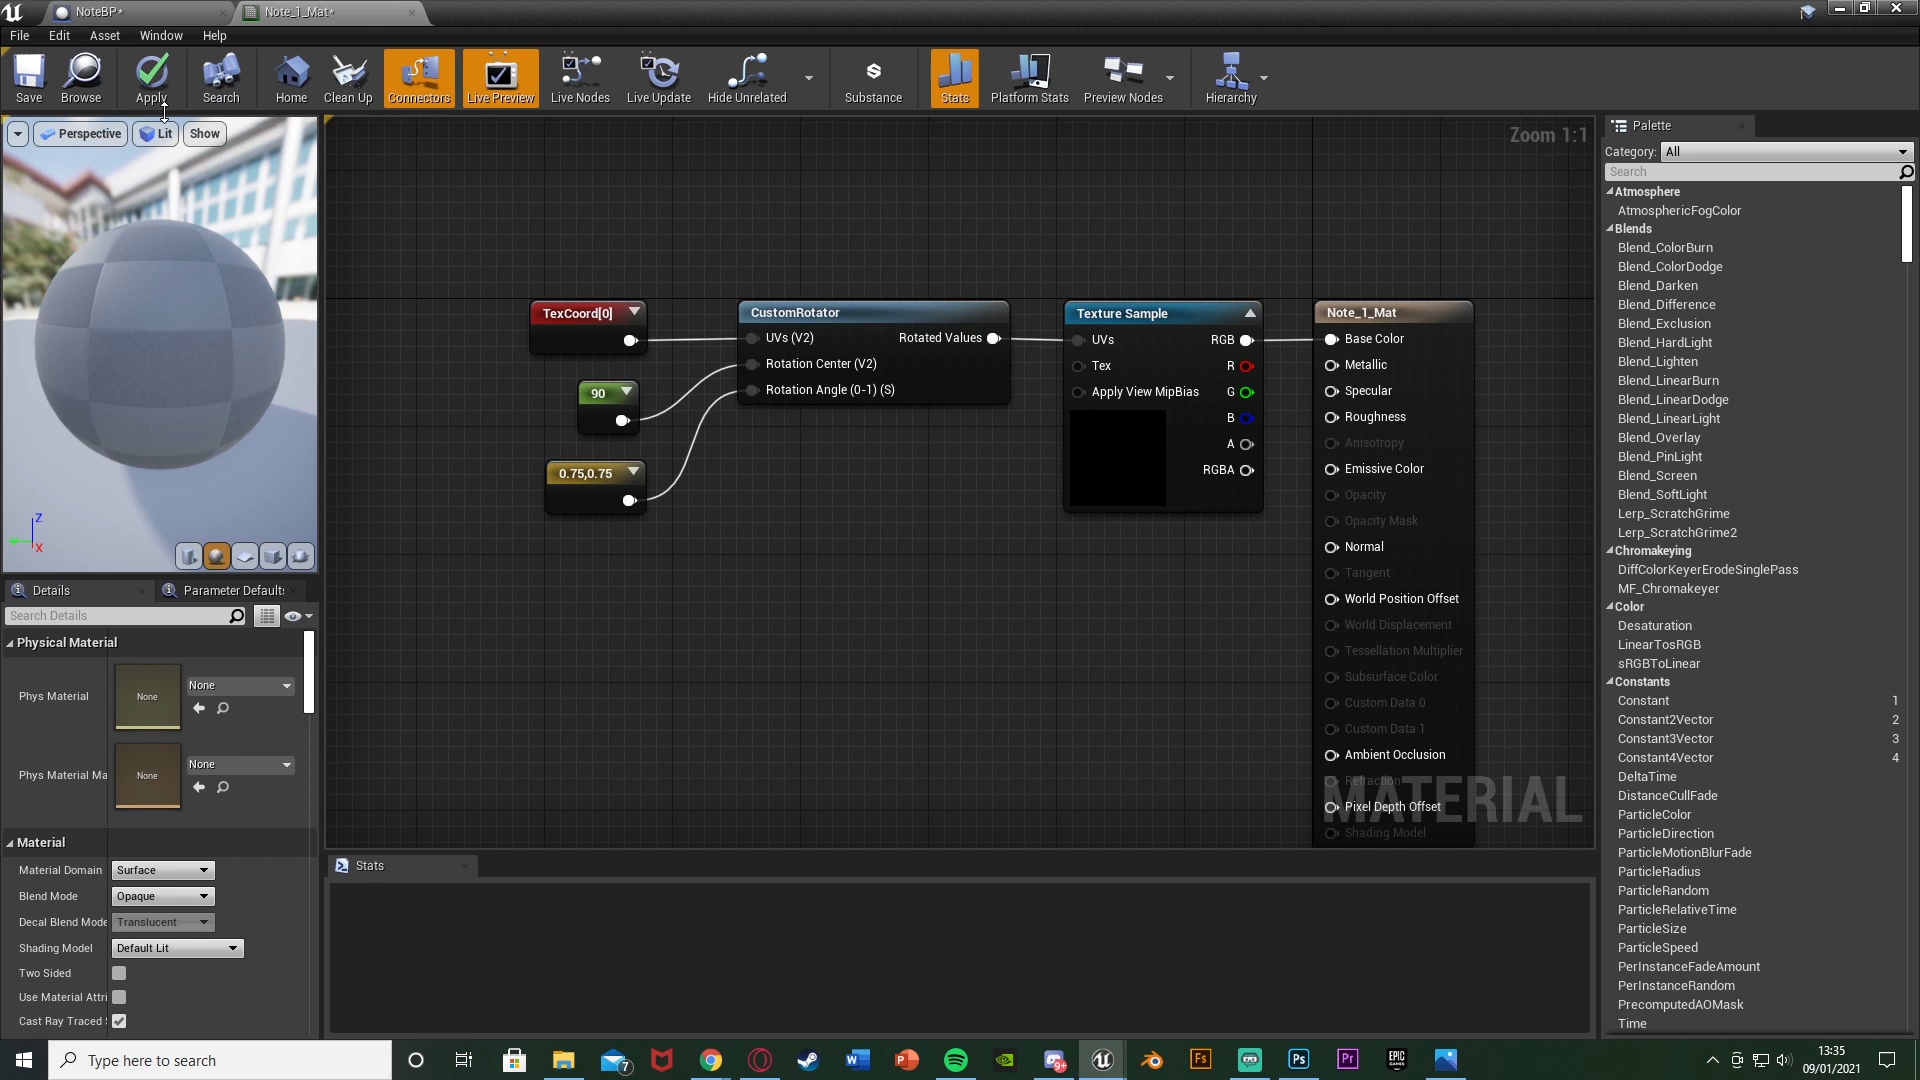 NoteBP*
Note_1_Mat*
File Edit Asset Window Help
Save Browse Apply Search Home Clean Up Connectors Live Preview Live Nodes Live Update Hide Unrelated Substance Stats Platform Stats Preview Nodes Hierarchy
Perspective Lit Show
Z
X
Zoom 1:1
TexCoord[0]
90
0.75,0.75
CustomRotator
UVs (V2) Rotated Values
Rotation Center (V2)
Rotation Angle (0-1) (S)
Texture Sample
UVs RGB
Tex R
Apply View MipBias G
B
A
RGBA
Note_1_Mat
Base Color
Metallic
Specular
Roughness
Anisotropy
Emissive Color
Opacity
Opacity Mask
Normal
Tangent
World Position Offset
World Displacement
Tessellation Multiplier
Subsurface Color
Custom Data 0
Custom Data 1
Ambient Occlusion
Refraction
Pixel Depth Offset
Shading Model
MATERIAL
Details
Parameter Default
Search Details
Physical Material
Phys Material None None
Phys Material Ma None None
Material
Material Domain Surface
Blend Mode Opaque
Decal Blend Mode Translucent
Shading Model Default Lit
Two Sided
Use Material Attri
Cast Ray Traced
Stats
Palette
Category: All
Search
Atmosphere
AtmosphericFogColor
Blends
Blend_ColorBurn
Blend_ColorDodge
Blend_Darken
Blend_Difference
Blend_Exclusion
Blend_HardLight
Blend_Lighten
Blend_LinearBurn
Blend_LinearDodge
Blend_LinearLight
Blend_Overlay
Blend_PinLight
Blend_Screen
Blend_SoftLight
Lerp_ScratchGrime
Lerp_ScratchGrime2
Chromakeying
DiffColorKeyerErodeSinglePass
MF_Chromakeyer
Color
Desaturation
LinearTosRGB
sRGBToLinear
Constants
Constant 1
Constant2Vector 2
Constant3Vector 3
Constant4Vector 4
DeltaTime
DistanceCullFade
ParticleColor
ParticleDirection
ParticleMotionBlurFade
ParticleRadius
ParticleRandom
ParticleRelativeTime
ParticleSize
ParticleSpeed
PerInstanceFadeAmount
PerInstanceRandom
PrecomputedAOMask
Time
Type here to search
7
W
P
9+
Fs
Ps
Pr
EPIC
GAMES
13:35
09/01/2021